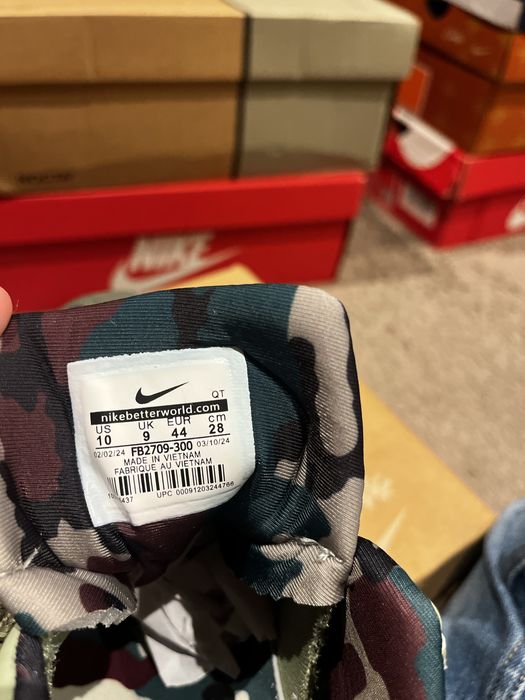 NIKE
QT
nikebetterworld.com
US UK EUR cm
10 9 44 28
02/02/24 FB2709-300 03/10/24
MADE IN VIETNAM
FABRIQUE AU VIETNAM
UPC 00091203244766